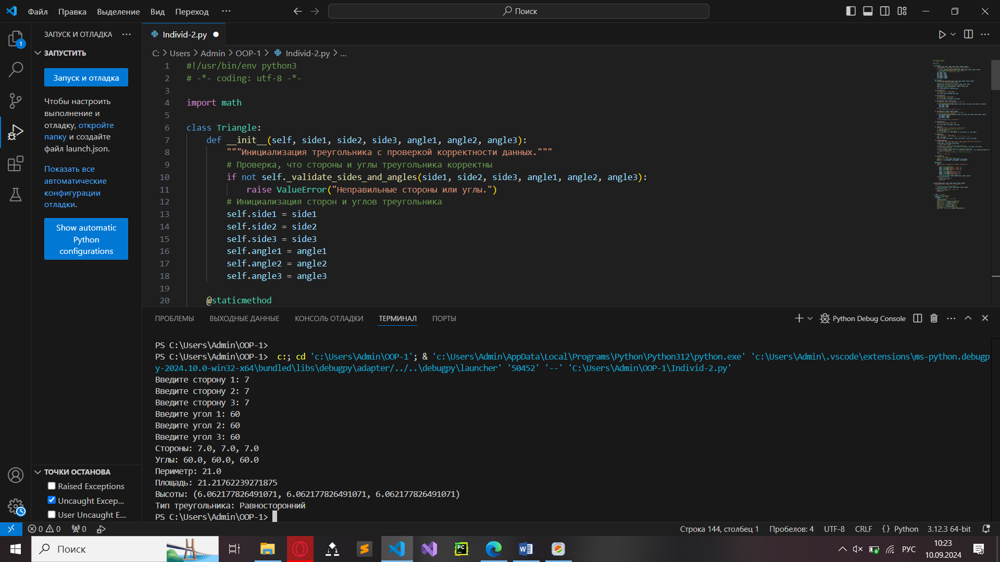 Файл Правка Выделение Вид Переход ··· Поиск
ЗАПУСК И ОТЛАДКА ···
ЗАПУСТИТЬ
Запуск и отладка
Чтобы настроить
выполнение и
отладку, откройте
папку и создайте
файл launch.json.
Показать все
автоматические
конфигурации
отладки.
Show automatic
Python
configurations
ТОЧКИ ОСТАНОВА
Raised Exceptions
Uncaught Excep...
User Uncaught E...
1
Individ-2.py
C: > Users > Admin > OOP-1 > Individ-2.py > ...
1 #!/usr/bin/env python3
2 # -*- coding: utf-8 -*-
3
4 import math
5
6 class Triangle:
7 def __init__(self, side1, side2, side3, angle1, angle2, angle3):
8 """Инициализация треугольника с проверкой корректности данных."""
9 # Проверка, что стороны и углы треугольника корректны
10 if not self._validate_sides_and_angles(side1, side2, side3, angle1, angle2, angle3):
11 raise ValueError("Неправильные стороны или углы.")
12 # Инициализация сторон и углов треугольника
13 self.side1 = side1
14 self.side2 = side2
15 self.side3 = side3
16 self.angle1 = angle1
17 self.angle2 = angle2
18 self.angle3 = angle3
19
20 @staticmethod
ПРОБЛЕМЫ ВЫХОДНЫЕ ДАННЫЕ КОНСОЛЬ ОТЛАДКИ ТЕРМИНАЛ ПОРТЫ Python Debug Console
PS C:\Users\Admin\OOP-1>
PS C:\Users\Admin\OOP-1> c:; cd 'c:\Users\Admin\OOP-1'; & 'c:\Users\Admin\AppData\Local\Programs\Python\Python312\python.exe' 'c:\Users\Admin\.vscode\extensions\ms-python.debugp
y-2024.10.0-win32-x64\bundled\libs\debugpy\adapter/../..\debugpy\launcher' '50452' '--' 'C:\Users\Admin\OOP-1\Individ-2.py'
Введите сторону 1: 7
Введите сторону 2: 7
Введите сторону 3: 7
Введите угол 1: 60
Введите угол 2: 60
Введите угол 3: 60
Стороны: 7.0, 7.0, 7.0
Углы: 60.0, 60.0, 60.0
Периметр: 21.0
Площадь: 21.21762239271875
Высоты: (6.062177826491071, 6.062177826491071, 6.062177826491071)
Тип треугольника: Равносторонний
PS C:\Users\Admin\OOP-1>
0 0 0 Строка 144, столбец 1 Пробелов: 4 UTF-8 CRLF {} Python 3.12.3 64-bit
Поиск
PC
W
РУС
10:23
10.09.2024